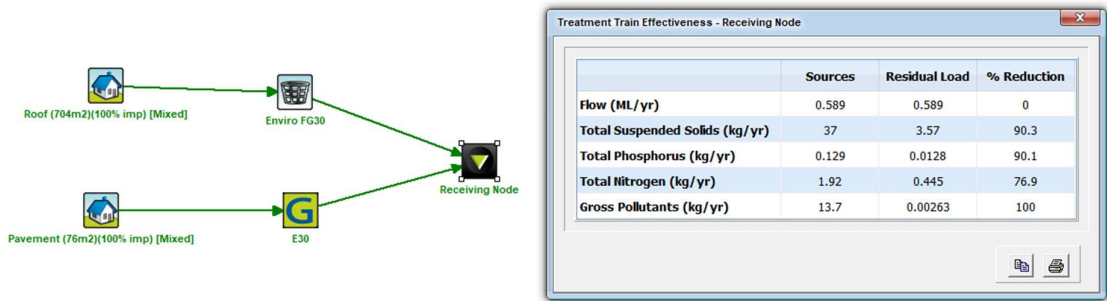 Roof (704m2)(100% imp) [Mixed]
Enviro FG30
Receiving Node
Pavement (76m2)(100% imp) [Mixed]
G
E30
Treatment Train Effectiveness - Receiving Node
Sources Residual Load % Reduction
Flow (ML/yr) 0.589 0.589 0
Total Suspended Solids (kg/yr) 37 3.57 90.3
Total Phosphorus (kg/yr) 0.129 0.0128 90.1
Total Nitrogen (kg/yr) 1.92 0.445 76.9
Gross Pollutants (kg/yr) 13.7 0.00263 100